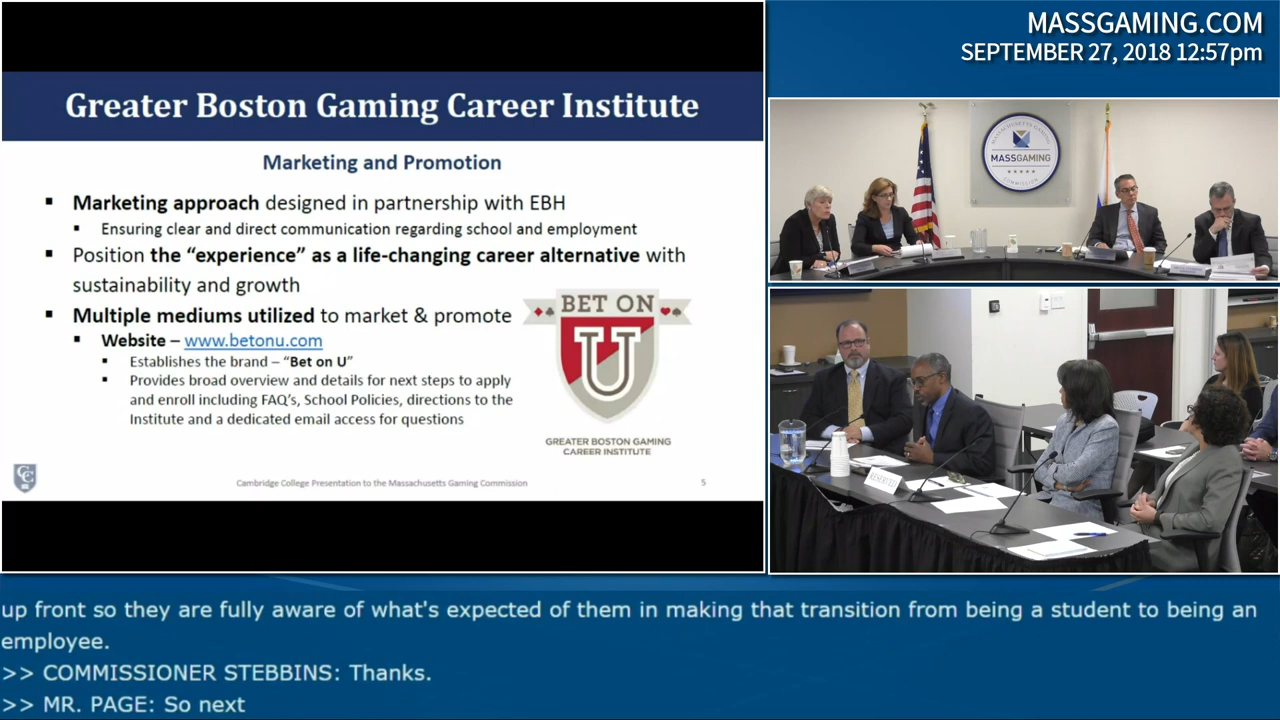 MASSGAMING.COM
SEPTEMBER 27, 2018 12:57pm
Greater Boston Gaming Career Institute
Marketing and Promotion
▪ Marketing approach designed in partnership with EBH
▪ Ensuring clear and direct communication regarding school and employment
▪ Position the “experience” as a life-changing career alternative with
sustainability and growth
▪ Multiple mediums utilized to market & promote
▪ Website – www.betonu.com
▪ Establishes the brand – “Bet on U”
▪ Provides broad overview and details for next steps to apply
and enroll including FAQ's, School Policies, directions to the
Institute and a dedicated email access for questions
BET ON
U
GREATER BOSTON GAMING
CAREER INSTITUTE
CC
Cambridge College Presentation to the Massachusetts Gaming Commission
5
MASSACHUSETTS GAMING
MASSGAMING
COMMISSION
RESERVED
up front so they are fully aware of what's expected of them in making that transition from being a student to being an
employee.
>> COMMISSIONER STEBBINS: Thanks.
>> MR. PAGE: So next